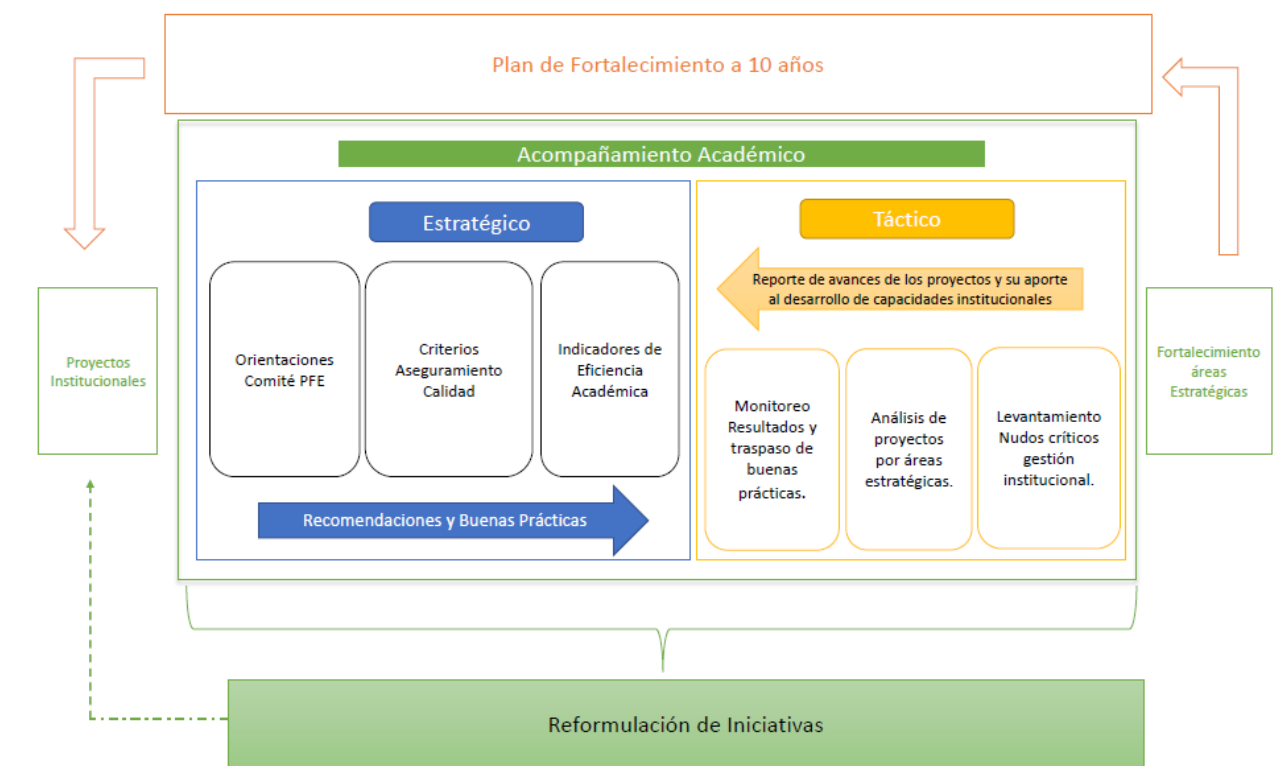 Plan de Fortalecimiento a 10 años
Acompañamiento Académico
Estratégico
Táctico
Reporte de avances de los proyectos y su aporte
al desarrollo de capacidades institucionales
Proyectos
Institucionales
Orientaciones
Comité PFE
Criterios
Aseguramiento
Calidad
Indicadores de
Eficiencia
Académica
Monitoreo
Resultados y
traspaso de
buenas
prácticas.
Análisis de
proyectos
por áreas
estratégicas.
Levantamiento
Nudos críticos
gestión
institucional.
Fortalecimiento
áreas
Estratégicas
Recomendaciones y Buenas Prácticas
Reformulación de Iniciativas